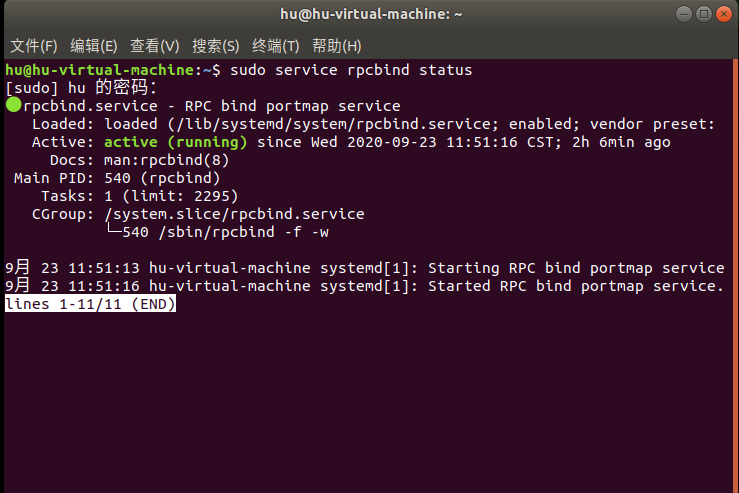 hu@hu-virtual-machine: ~
文件(F) 编辑(E) 查看(V) 搜索(S) 终端(T) 帮助(H)
hu@hu-virtual-machine:~$ sudo service rpcbind status
[sudo] hu 的密码：
●rpcbind.service - RPC bind portmap service
   Loaded: loaded (/lib/systemd/system/rpcbind.service; enabled; vendor preset:
   Active: active (running) since Wed 2020-09-23 11:51:16 CST; 2h 6min ago
     Docs: man:rpcbind(8)
 Main PID: 540 (rpcbind)
    Tasks: 1 (limit: 2295)
   CGroup: /system.slice/rpcbind.service
           └─540 /sbin/rpcbind -f -w
9月 23 11:51:13 hu-virtual-machine systemd[1]: Starting RPC bind portmap service
9月 23 11:51:16 hu-virtual-machine systemd[1]: Started RPC bind portmap service.
lines 1-11/11 (END)